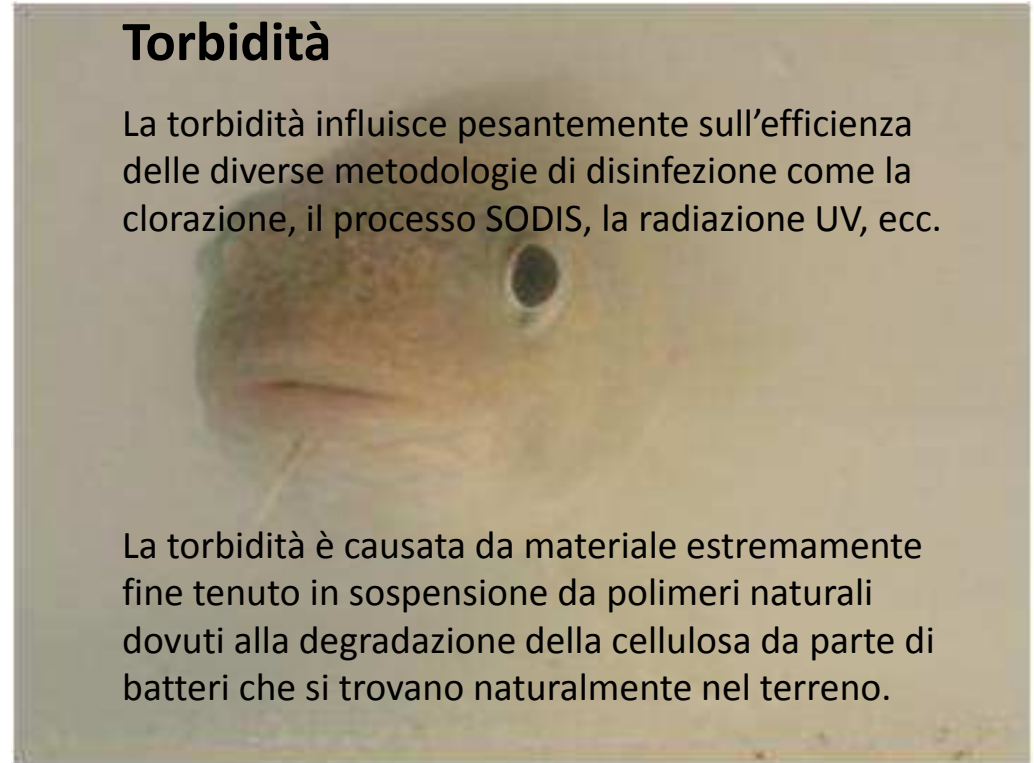 Torbidità
La torbidità influisce pesantemente sull’efficienza
delle diverse metodologie di disinfezione come la
clorazione, il processo SODIS, la radiazione UV, ecc.
La torbidità è causata da materiale estremamente
fine tenuto in sospensione da polimeri naturali
dovuti alla degradazione della cellulosa da parte di
batteri che si trovano naturalmente nel terreno.